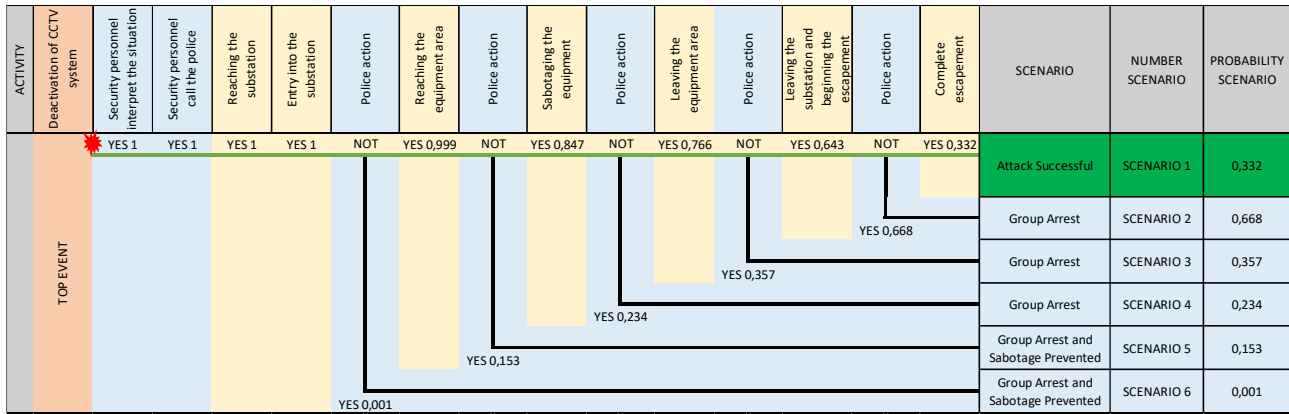 ACTIVITY
Deactivation of CCTV
system
Security personnel
interpret the situation
Security personnel
call the police
Reaching the
substation
Entry into the
substation
Police action
Reaching the
equipment area
Police action
Sabotaging the
equipment
Police action
Leaving the
equipment area
Police action
Leaving the
substation and
beginning the
escapement
Police action
Complete
escapement
SCENARIO
NUMBER
SCENARIO
PROBABILITY
SCENARIO
TOP EVENT
YES 1
YES 1
YES 1
YES 1
NOT
YES 0,999
NOT
YES 0,847
NOT
YES 0,766
NOT
YES 0,643
NOT
YES 0,332
Attack Successful
SCENARIO 1
0,332
YES 0,668
Group Arrest
SCENARIO 2
0,668
YES 0,357
Group Arrest
SCENARIO 3
0,357
YES 0,234
Group Arrest
SCENARIO 4
0,234
YES 0,153
Group Arrest and
Sabotage Prevented
SCENARIO 5
0,153
YES 0,001
Group Arrest and
Sabotage Prevented
SCENARIO 6
0,001